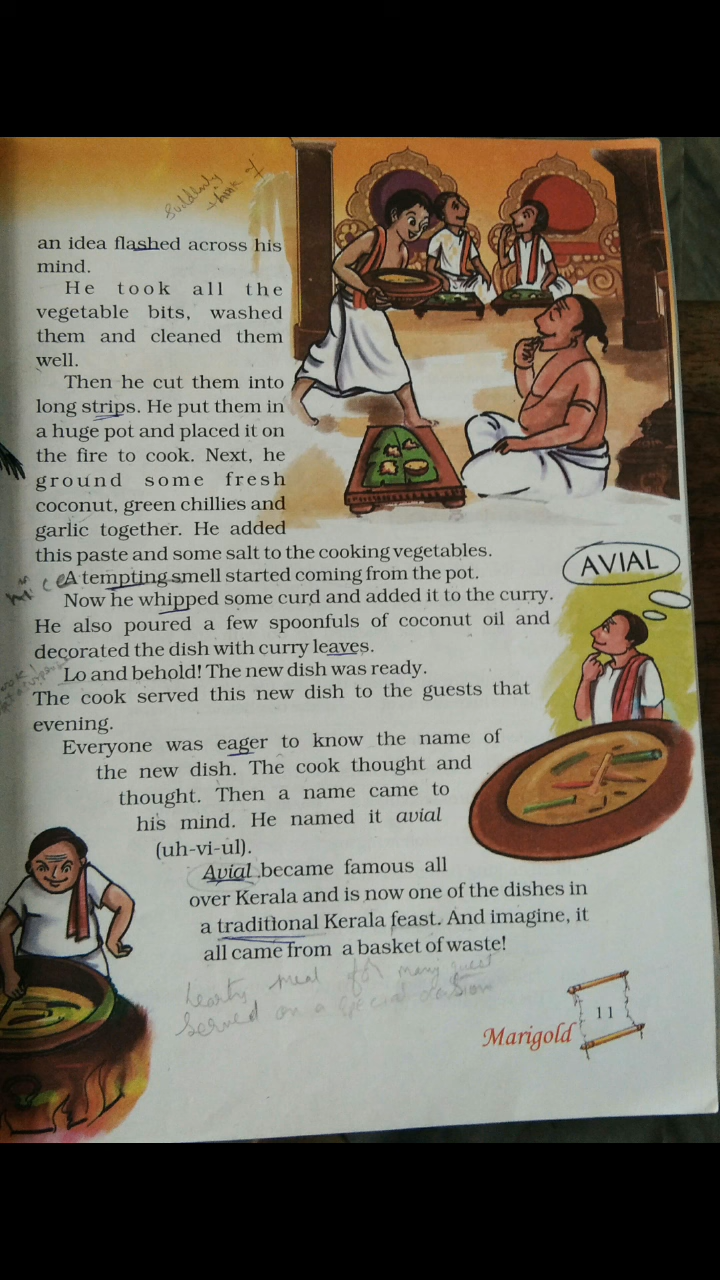 Suddenly
think of
an idea flashed across his
mind.
He took all the
vegetable bits, washed
them and cleaned them
well.
Then he cut them into
long strips. He put them in
a huge pot and placed it on
the fire to cook. Next, he
ground some fresh
coconut, green chillies and
garlic together. He added
this paste and some salt to the cooking vegetables.
nice
A tempting smell started coming from the pot.
Now he whipped some curd and added it to the curry.
He also poured a few spoonfuls of coconut oil and
decorated the dish with curry leaves.
Lo and behold! The new dish was ready.
The cook served this new dish to the guests that
evening.
AVIAL
Everyone was eager to know the name of
the new dish. The cook thought and
thought. Then a name came to
his mind. He named it avial
(uh-vi-ul).
Avial became famous all
over Kerala and is now one of the dishes in
a traditional Kerala feast. And imagine, it
all came from a basket of waste!
meal for many guest
Served on a special
11
Marigold